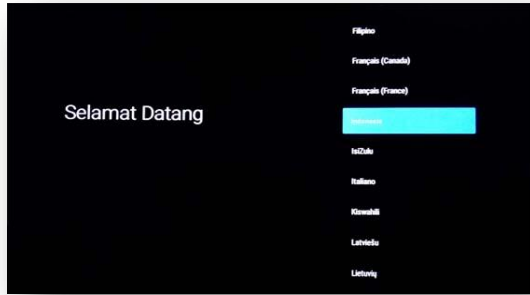 Selamat Datang
Filipino
Français (Canada)
Français (France)
IsiZulu
Italiano
Kiswahili
Latviešu
Lietuvių